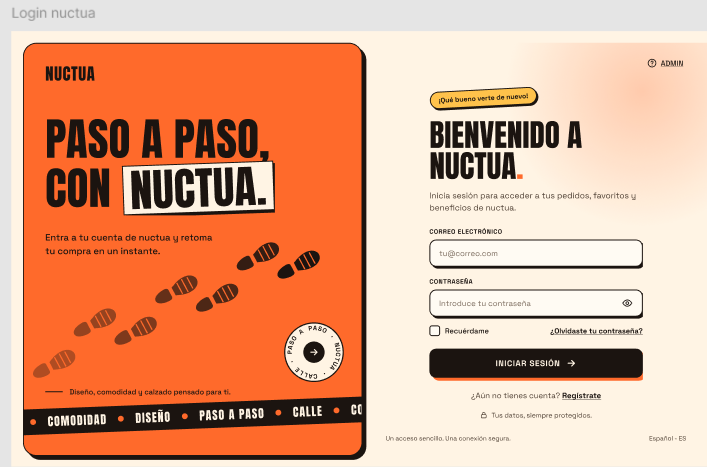 Login nuctua
NUCTUA
PASO A PASO,
CON NUCTUA.
Entra a tu cuenta de nuctua y retoma
tu compra en un instante.
PASO A PASO · NUCTUA · CALLE ·
Diseño, comodidad y calzado pensado para ti.
COMODIDAD • DISEÑO • PASO A PASO • CALLE • CO
ADMIN
¡Qué bueno verte de nuevo!
BIENVENIDO A
NUCTUA.
Inicia sesión para acceder a tus pedidos, favoritos y
beneficios de nuctua.
CORREO ELECTRÓNICO
tu@correo.com
CONTRASEÑA
Introduce tu contraseña
Recuérdame
¿Olvidaste tu contraseña?
INICIAR SESIÓN →
¿Aún no tienes cuenta? Regístrate
Tus datos, siempre protegidos.
Un acceso sencillo. Una conexión segura.
Español - ES